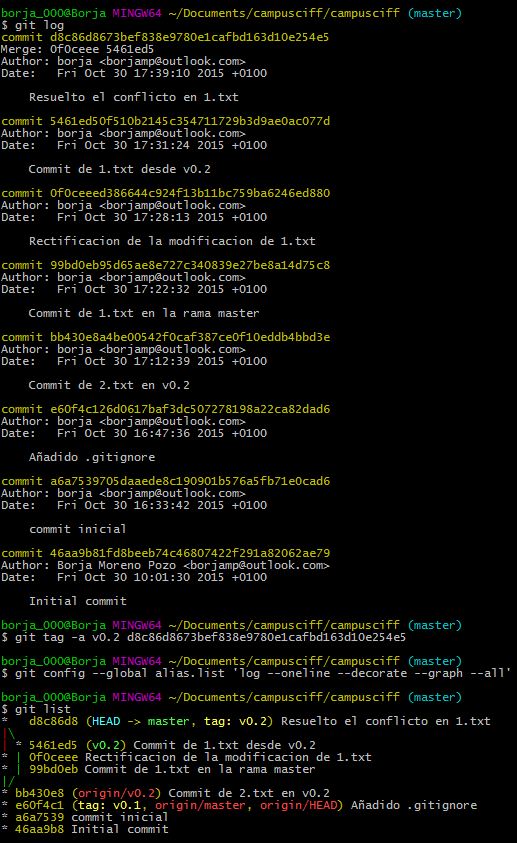 borja_000@Borja MINGW64 ~/Documents/campusciff/campusciff (master)
$ git log
commit d8c86d8673bef838e9780e1cafbd163d10e254e5
Merge: 0f0ceee 5461ed5
Author: borja <borjamp@outlook.com>
Date:   Fri Oct 30 17:39:10 2015 +0100

    Resuelto el conflicto en 1.txt

commit 5461ed50f510b2145c354711729b3d9ae0ac077d
Author: borja <borjamp@outlook.com>
Date:   Fri Oct 30 17:31:24 2015 +0100

    Commit de 1.txt desde v0.2

commit 0f0ceeed386644c924f13b11bc759ba6246ed880
Author: borja <borjamp@outlook.com>
Date:   Fri Oct 30 17:28:13 2015 +0100

    Rectificacion de la modificacion de 1.txt

commit 99bd0eb95d65ae8e727c340839e27be8a14d75c8
Author: borja <borjamp@outlook.com>
Date:   Fri Oct 30 17:22:32 2015 +0100

    Commit de 1.txt en la rama master

commit bb430e8a4be00542f0caf387ce0f10eddb4bbd3e
Author: borja <borjamp@outlook.com>
Date:   Fri Oct 30 17:12:39 2015 +0100

    Commit de 2.txt en v0.2

commit e60f4c126d0617baf3dc507278198a22ca82dad6
Author: borja <borjamp@outlook.com>
Date:   Fri Oct 30 16:47:36 2015 +0100

    Añadido .gitignore

commit a6a7539705daaede8c190901b576a5fb71e0cad6
Author: borja <borjamp@outlook.com>
Date:   Fri Oct 30 16:33:42 2015 +0100

    commit inicial

commit 46aa9b81fd8beeb74c46807422f291a82062ae79
Author: Borja Moreno Pozo <borjamp@outlook.com>
Date:   Fri Oct 30 10:01:30 2015 +0100

    Initial commit

borja_000@Borja MINGW64 ~/Documents/campusciff/campusciff (master)
$ git tag -a v0.2 d8c86d8673bef838e9780e1cafbd163d10e254e5

borja_000@Borja MINGW64 ~/Documents/campusciff/campusciff (master)
$ git config --global alias.list 'log --oneline --decorate --graph --all'

borja_000@Borja MINGW64 ~/Documents/campusciff/campusciff (master)
$ git list
*   d8c86d8 (HEAD -> master, tag: v0.2) Resuelto el conflicto en 1.txt
|\
| * 5461ed5 (v0.2) Commit de 1.txt desde v0.2
* | 0f0ceee Rectificacion de la modificacion de 1.txt
* | 99bd0eb Commit de 1.txt en la rama master
|/
* bb430e8 (origin/v0.2) Commit de 2.txt en v0.2
* e60f4c1 (tag: v0.1, origin/master, origin/HEAD) Añadido .gitignore
* a6a7539 commit inicial
* 46aa9b8 Initial commit